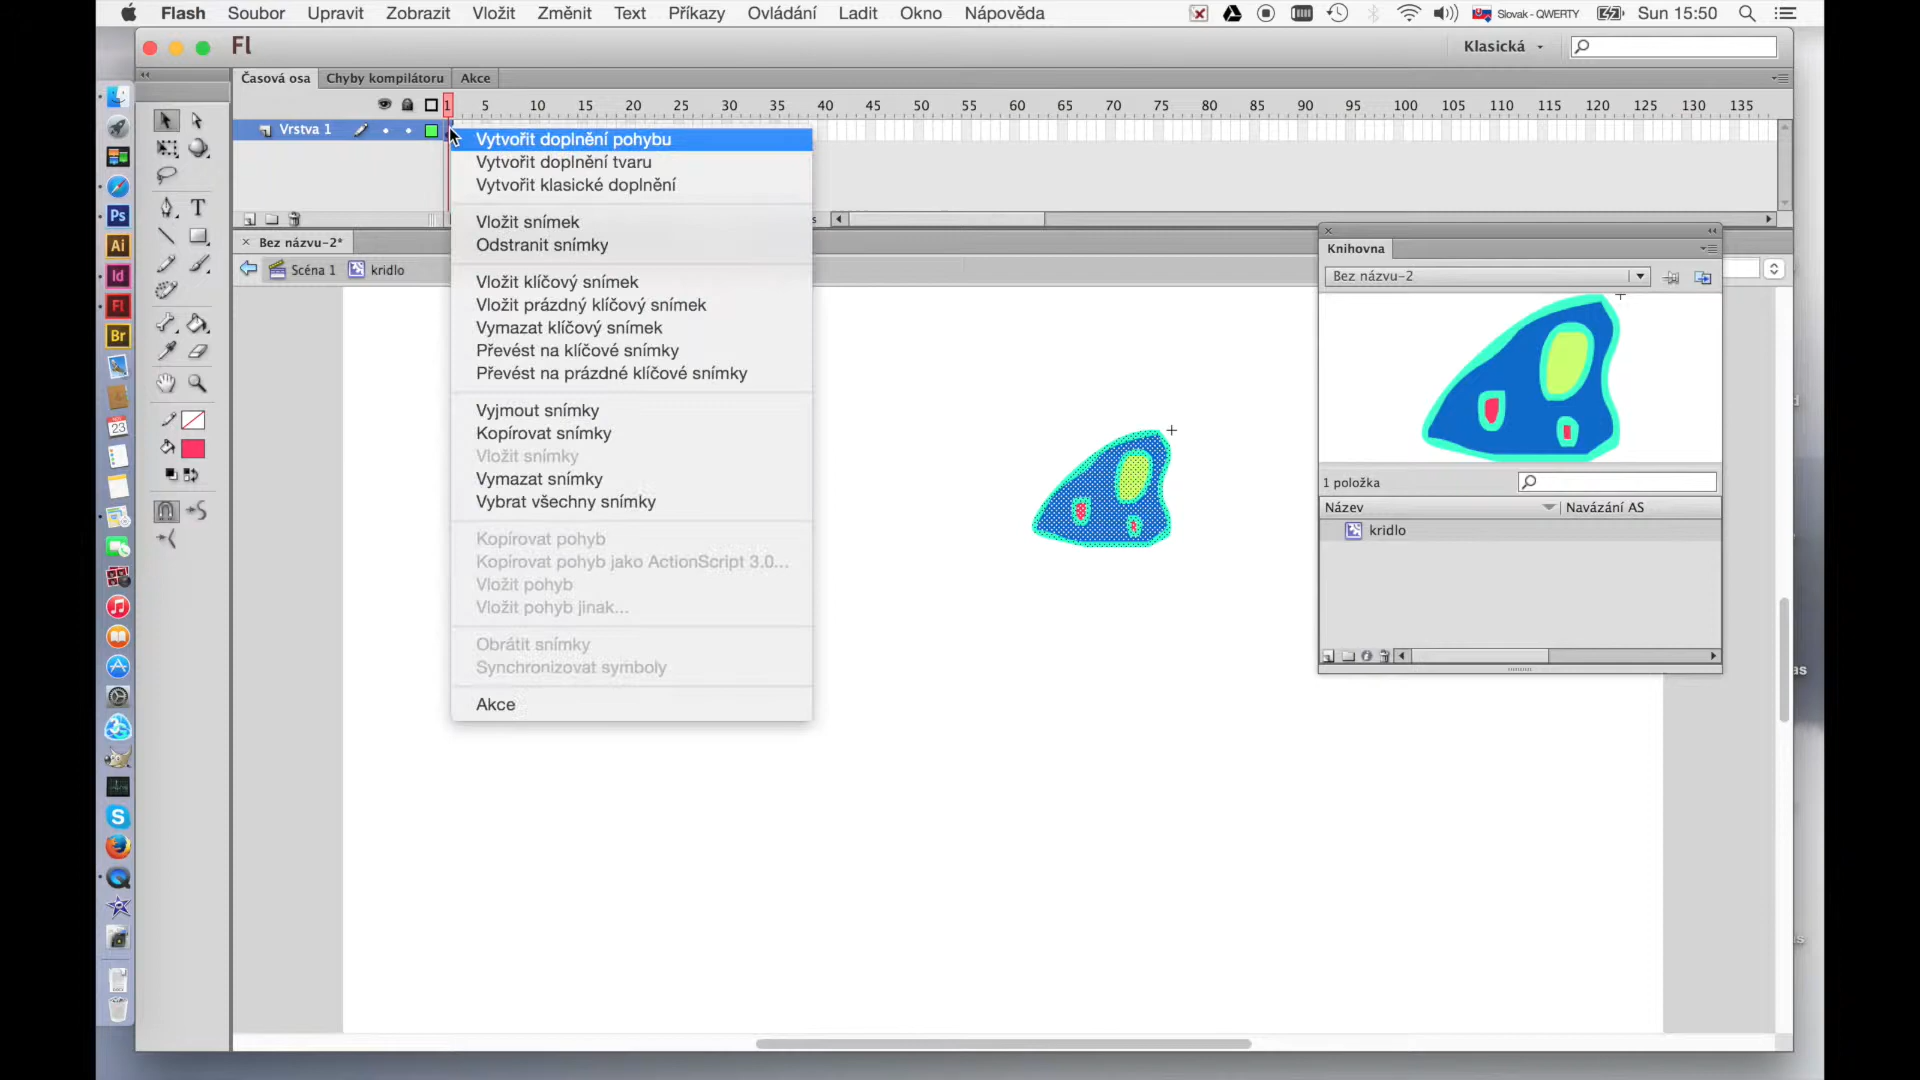 Flash Soubor Upravit Zobrazit Vložit Změnit Text Příkazy Ovládání Ladit Okno Nápověda Slovak - QWERTY Sun 15:50
Fl Klasická
Časová osa Chyby kompilátoru Akce
1 5 10 15 20 25 30 35 40 45 50 55 60 65 70 75 80 85 90 95 100 105 110 115 120 125 130 135
Vrstva 1
Vytvořit doplnění pohybu
Vytvořit doplnění tvaru
Vytvořit klasické doplnění
Vložit snímek
Odstranit snímky
Vložit klíčový snímek
Vložit prázdný klíčový snímek
Vymazat klíčový snímek
Převést na klíčové snímky
Převést na prázdné klíčové snímky
Vyjmout snímky
Kopírovat snímky
Vložit snímky
Vymazat snímky
Vybrat všechny snímky
Kopírovat pohyb
Kopírovat pohyb jako ActionScript 3.0...
Vložit pohyb
Vložit pohyb jinak...
Obrátit snímky
Synchronizovat symboly
Akce
Bez názvu-2*
Scéna 1 kridlo
Knihovna
Bez názvu-2
1 položka
Název Navázání AS
kridlo
Ps
Ai
Id
Fl
Br
23
T